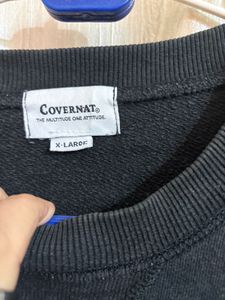 COVERNAT®
THE MULTITUDE ONE ATTITUDE.
X-LARGE